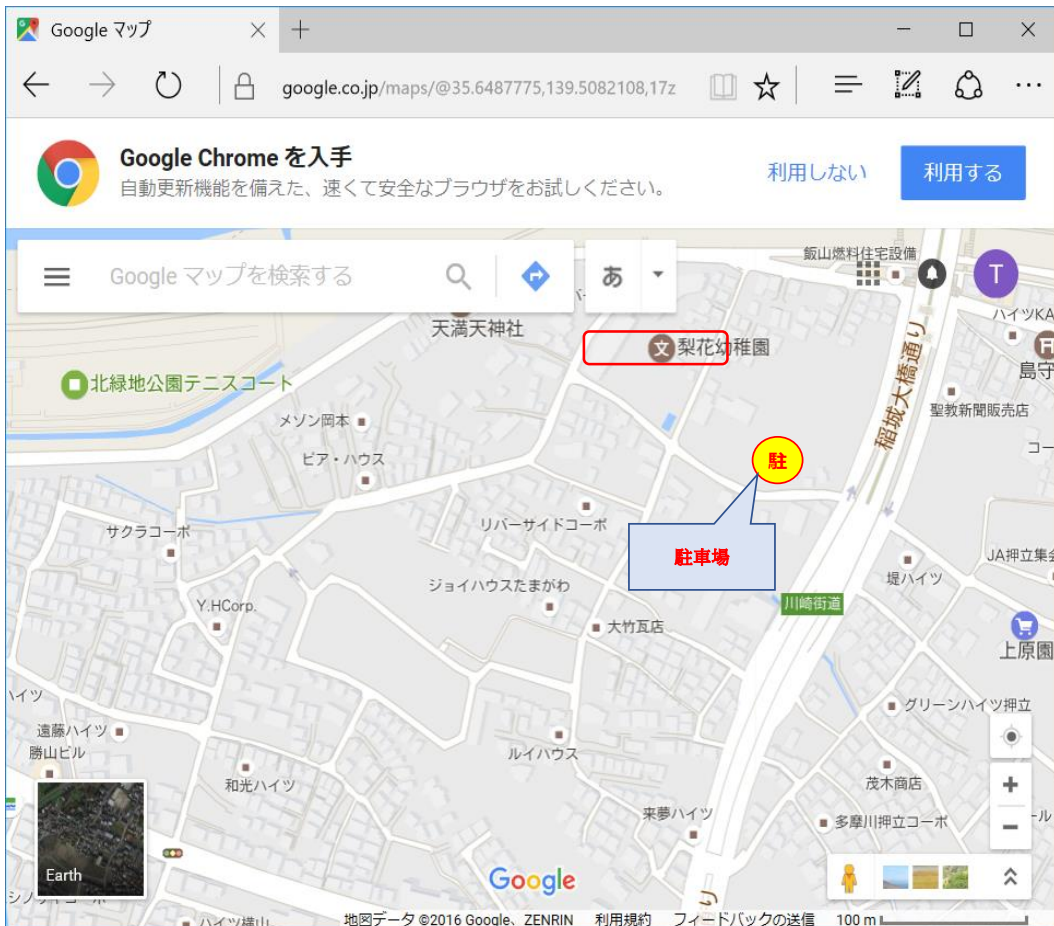 Google マップ
google.co.jp/maps/@35.6487775,139.5082108,17z
Google Chrome を入手
自動更新機能を備えた、速くて安全なブラウザをお試しください。
利用しない
利用する
飯山燃料住宅設備
Google マップを検索する
あ
T
天満天神社
ハイツKA
文 梨花幼稚園
島守
北緑地公園テニスコート
稲城大橋通り
聖教新聞販売店
メゾン岡本
コー
ピア・ハウス
駐
リバーサイドコーポ
サクラコーポ
駐車場
JA押立集会
堤ハイツ
ジョイハウスたまがわ
Y.HCorp.
川崎街道
大竹瓦店
上原園
ハイツ
グリーンハイツ押立
遠藤ハイツ
勝山ビル
ルイハウス
和光ハイツ
茂木商店
来夢ハイツ
多摩川押立コーポ
ール
Earth
Google
り
ハイツ横山
地図データ ©2016 Google、ZENRIN 利用規約 フィードバックの送信 100 m